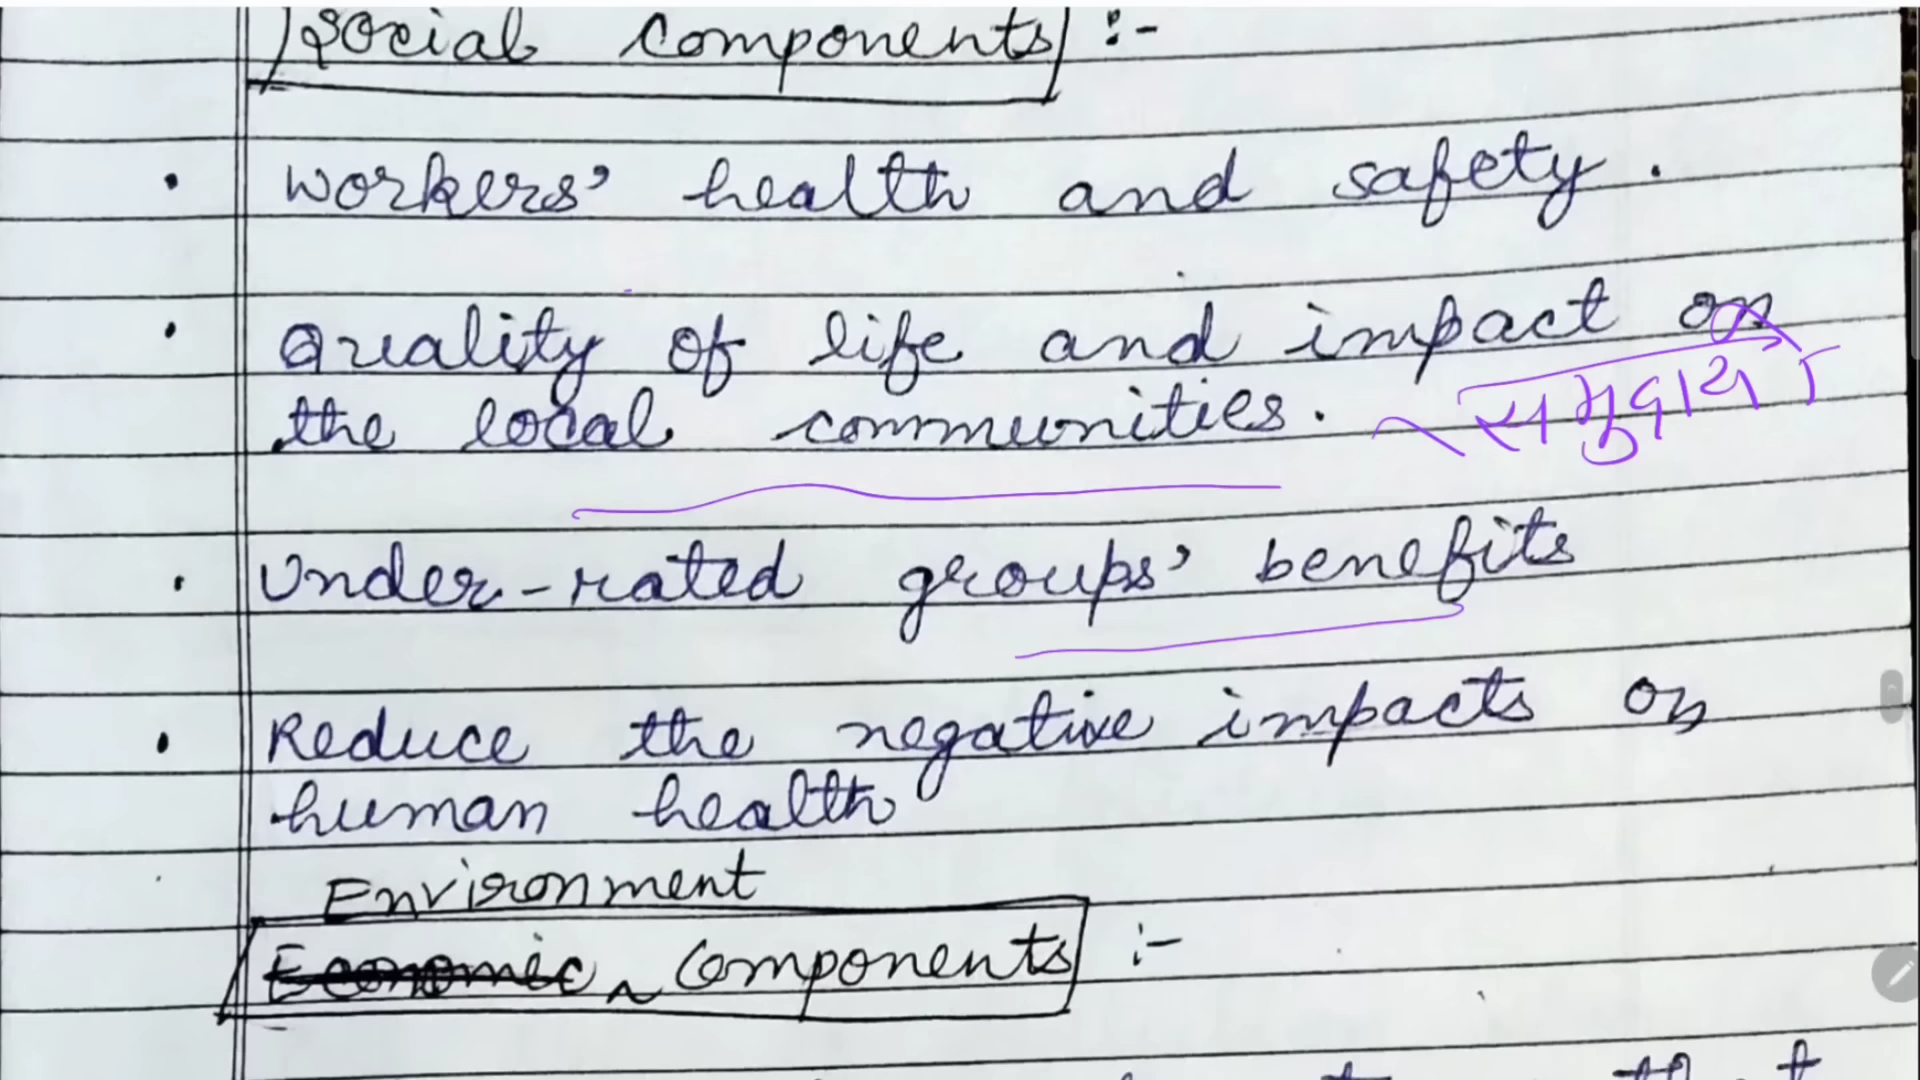 Social components :-
• Workers' health and safety.
• Quality of life and impact on
the local communities. समुदाय
• Under-rated groups' benefits
• Reduce the negative impacts on
human health
Environment
Economic Components :-